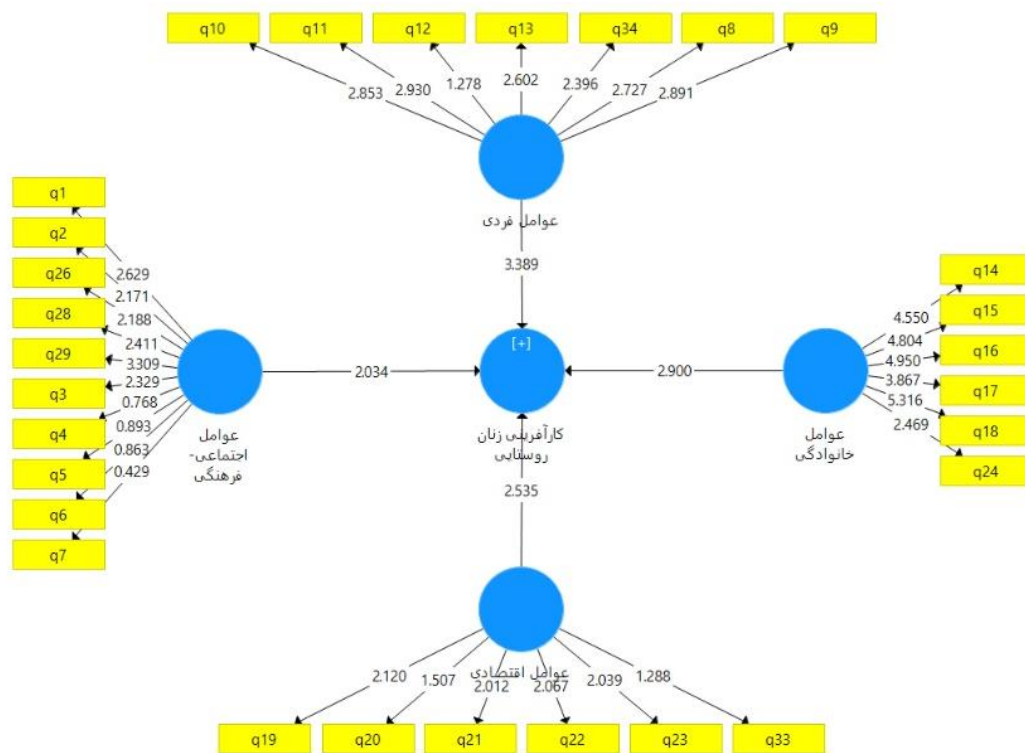 q10
q11
q12
q13
q34
q8
q9
2.853
2.930
1.278
2.602
2.396
2.727
2.891
عوامل فردی
3.389
q1
q2
q26
q28
q29
q3
q4
q5
q6
q7
2.629
2.171
2.188
2.411
3.309
2.329
0.768
0.893
0.863
0.429
عوامل
اجتماعی-
فرهنگی
2.034
[+]
کارآفرینی زنان
روستایی
2.900
عوامل
خانوادگی
4.550
4.804
4.950
3.867
5.316
2.469
q14
q15
q16
q17
q18
q24
2.535
عوامل اقتصادی
2.120
1.507
2.012
2.067
2.039
1.288
q19
q20
q21
q22
q23
q33